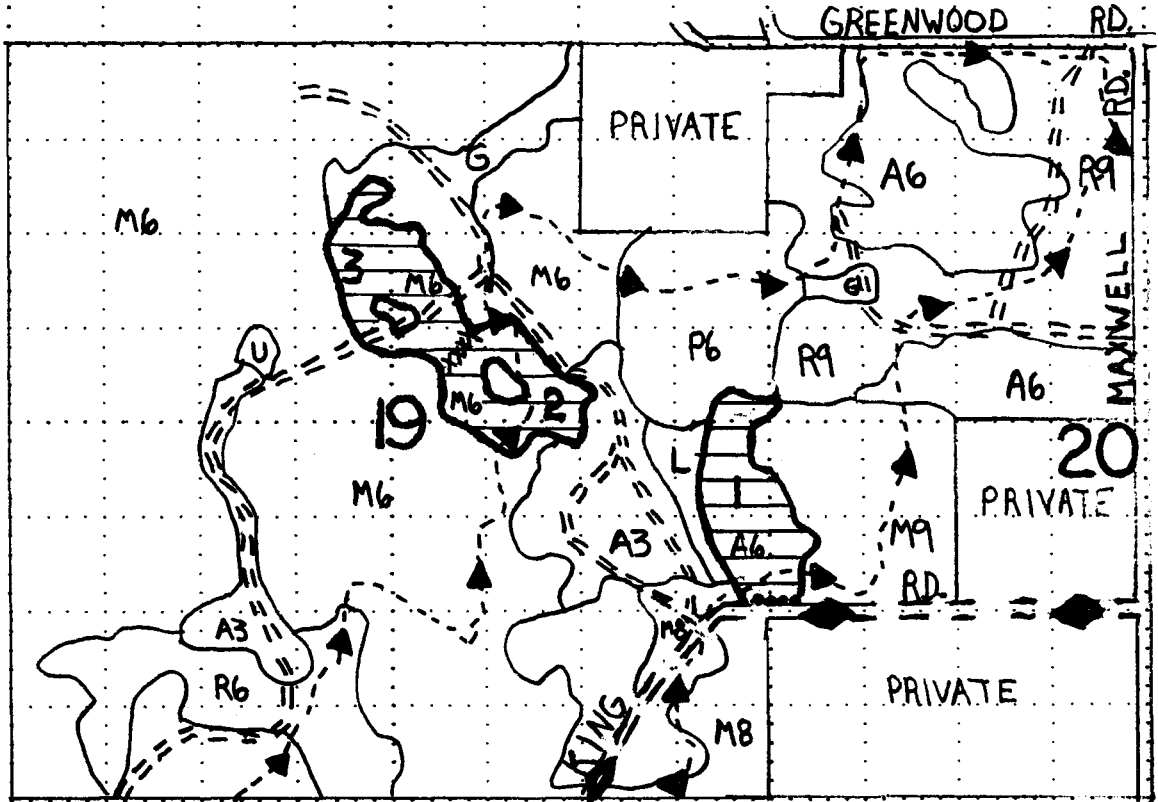 GREENWOOD RD.
RD.
PRIVATE
G
A6
R9
M6
M6
3
M6
G
MAXWELL
P6
R9
U
A6
M6
2
19
20
L
1
PRIVATE
M6
A3
A6
M9
RD.
A3
M8
R6
PRIVATE
KING
M8